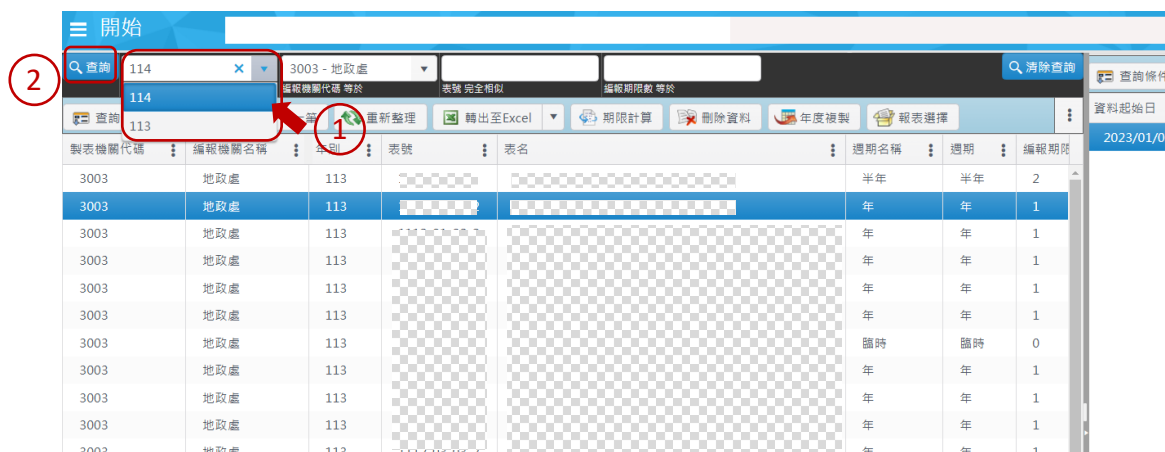 開始
2
查詢
114
3003 - 地政處
清除查詢
查詢條件
編報機關代碼 等於
表號 完全相似
編報期限數 等於
114
113
查詢
筆
1
重新整理
轉出至Excel
期限計算
刪除資料
年度複製
報表選擇
資料起始日
製表機關代碼 編報機關名稱 年別 表號 表名 週期名稱 週期 編報期限
2023/01/0
3003 地政處 113 半年 半年 2
3003 地政處 113 年 年 1
3003 地政處 113 年 年 1
3003 地政處 113 年 年 1
3003 地政處 113 年 年 1
3003 地政處 113 年 年 1
3003 地政處 113 臨時 臨時 0
3003 地政處 113 年 年 1
3003 地政處 113 年 年 1
3003 地政處 113 年 年 1
3003 地政處 113 年 年 1